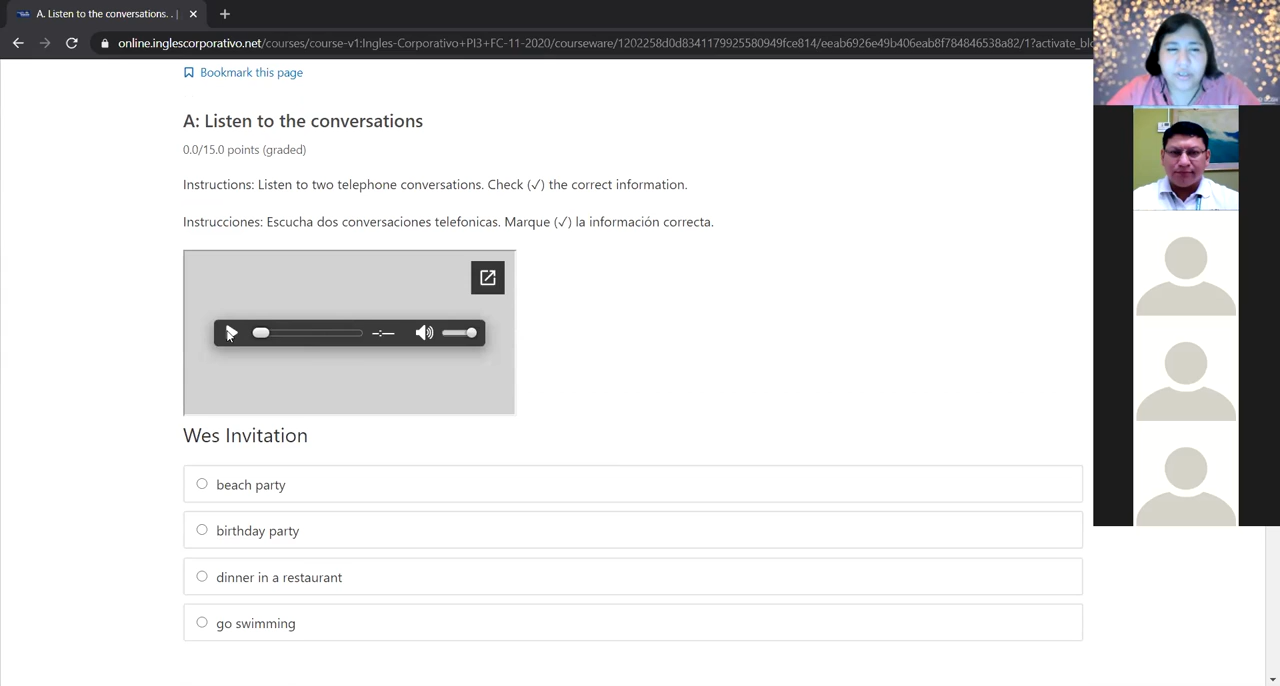 A. Listen to the conversations. . |
online.inglescorporativo.net/courses/course-v1:Ingles-Corporativo+PI3+FC-11-2020/courseware/1202258d0d8341179925580949fce814/eeab6926e49b406eab8f784846538a82/1?activate_blo
Bookmark this page
A: Listen to the conversations
0.0/15.0 points (graded)
Instructions: Listen to two telephone conversations. Check (✓) the correct information.
Instrucciones: Escucha dos conversaciones telefonicas. Marque (✓) la información correcta.
-:--
Wes Invitation
beach party
birthday party
dinner in a restaurant
go swimming